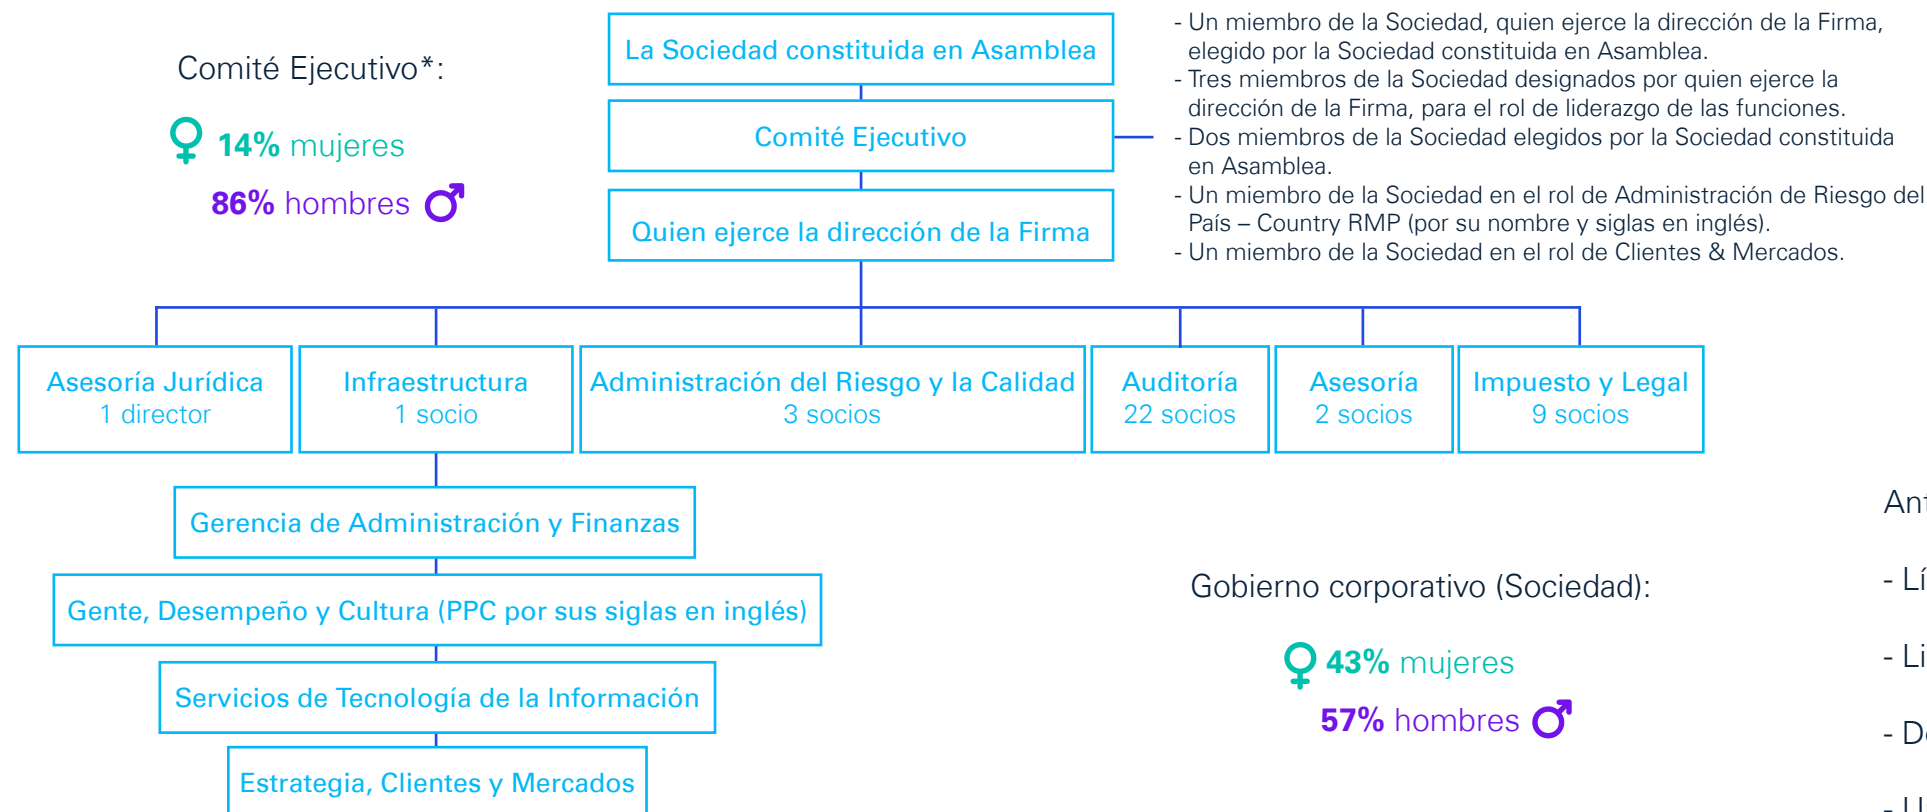 Comité Ejecutivo*:
14% mujeres
86% hombres
La Sociedad constituida en Asamblea
Comité Ejecutivo
Quien ejerce la dirección de la Firma
- Un miembro de la Sociedad, quien ejerce la dirección de la Firma,
elegido por la Sociedad constituida en Asamblea.
- Tres miembros de la Sociedad designados por quien ejerce la
dirección de la Firma, para el rol de liderazgo de las funciones.
- Dos miembros de la Sociedad elegidos por la Sociedad constituida
en Asamblea.
- Un miembro de la Sociedad en el rol de Administración de Riesgo del
País – Country RMP (por su nombre y siglas en inglés).
- Un miembro de la Sociedad en el rol de Clientes & Mercados.
Asesoría Jurídica
1 director
Infraestructura
1 socio
Administración del Riesgo y la Calidad
3 socios
Auditoría
22 socios
Asesoría
2 socios
Impuesto y Legal
9 socios
Gerencia de Administración y Finanzas
Gente, Desempeño y Cultura (PPC por sus siglas en inglés)
Servicios de Tecnología de la Información
Estrategia, Clientes y Mercados
Gobierno corporativo (Sociedad):
43% mujeres
57% hombres